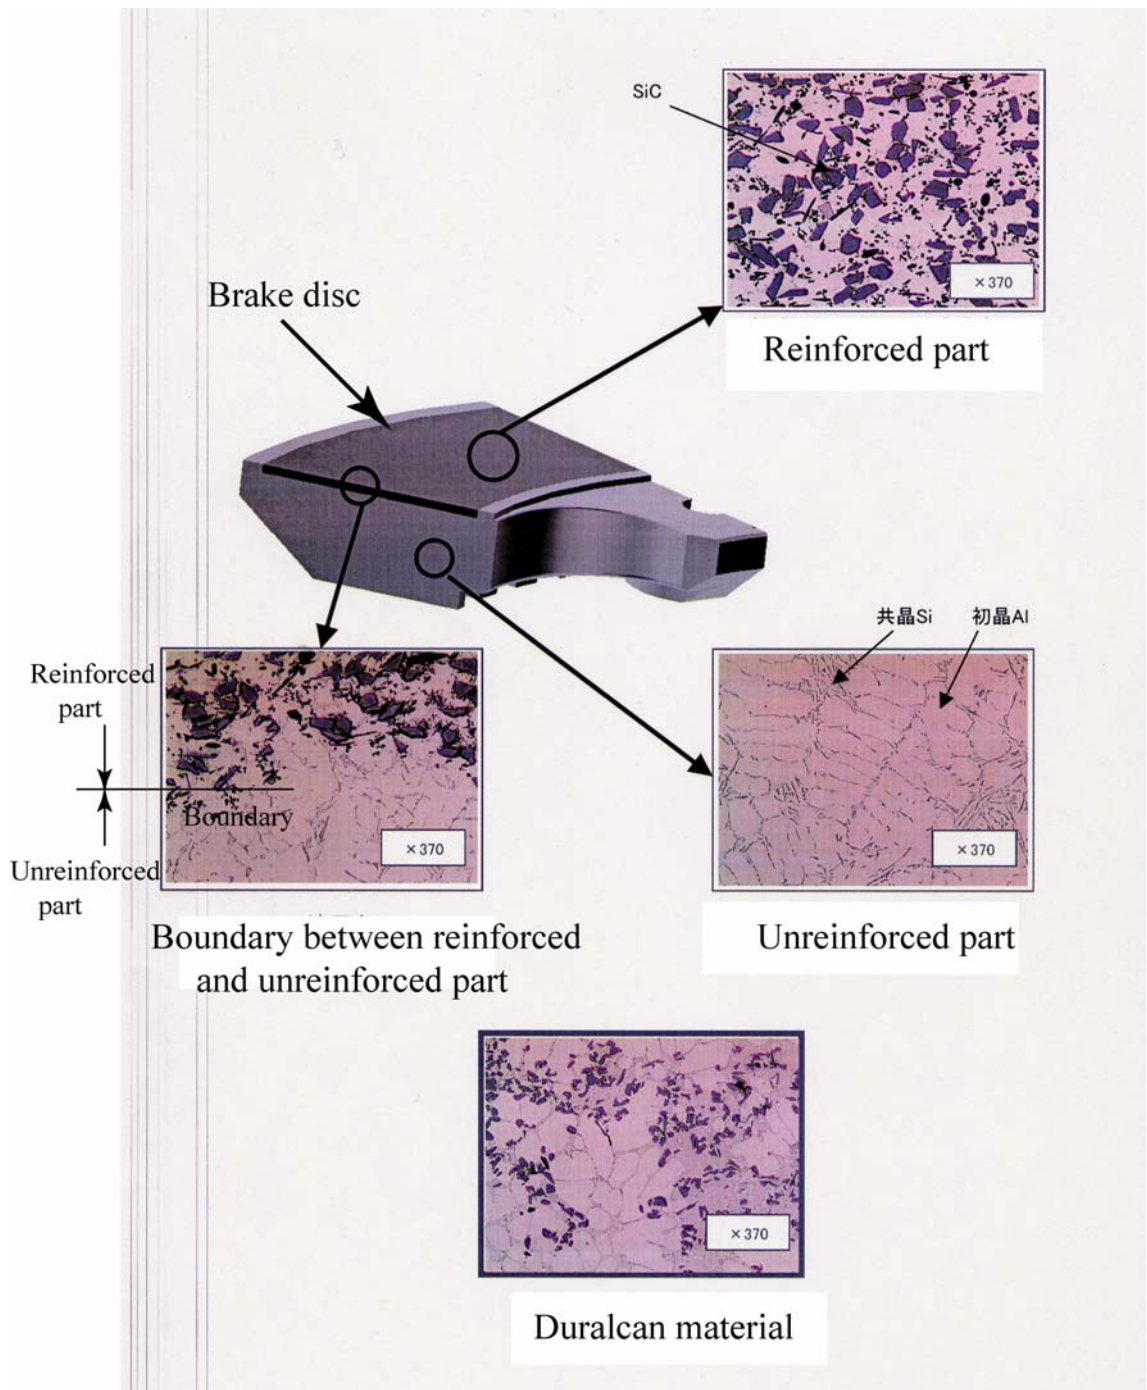 SiC
×370
Reinforced part
Brake disc
共晶Si
初晶Al
Reinforced
part
Boundary
×370
×370
Unreinforced
part
Boundary between reinforced
and unreinforced part
Unreinforced part
×370
Duralcan material